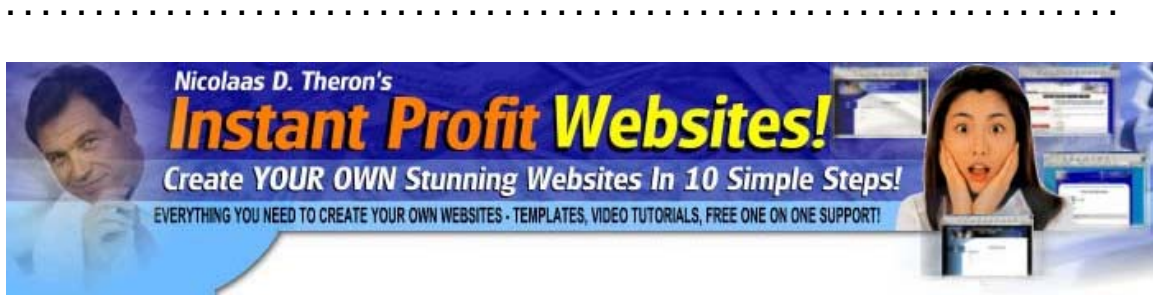 Nicolaas D. Theron's
Instant Profit Websites!
Create YOUR OWN Stunning Websites In 10 Simple Steps!
EVERYTHING YOU NEED TO CREATE YOUR OWN WEBSITES - TEMPLATES, VIDEO TUTORIALS, FREE ONE ON ONE SUPPORT!